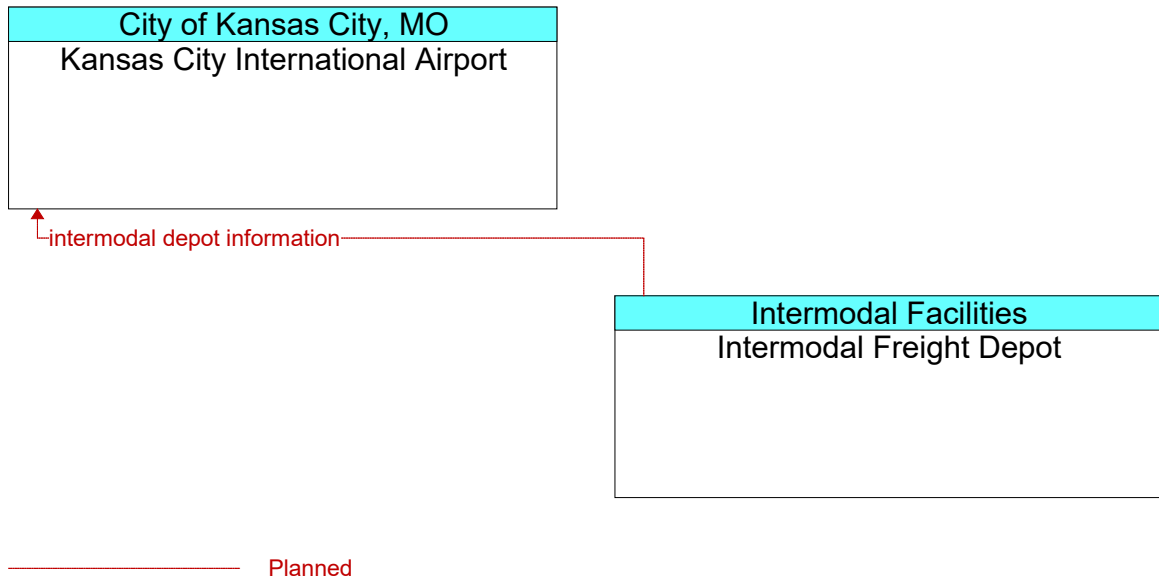 City of Kansas City, MO
Kansas City International Airport
intermodal depot information
Intermodal Facilities
Intermodal Freight Depot
Planned